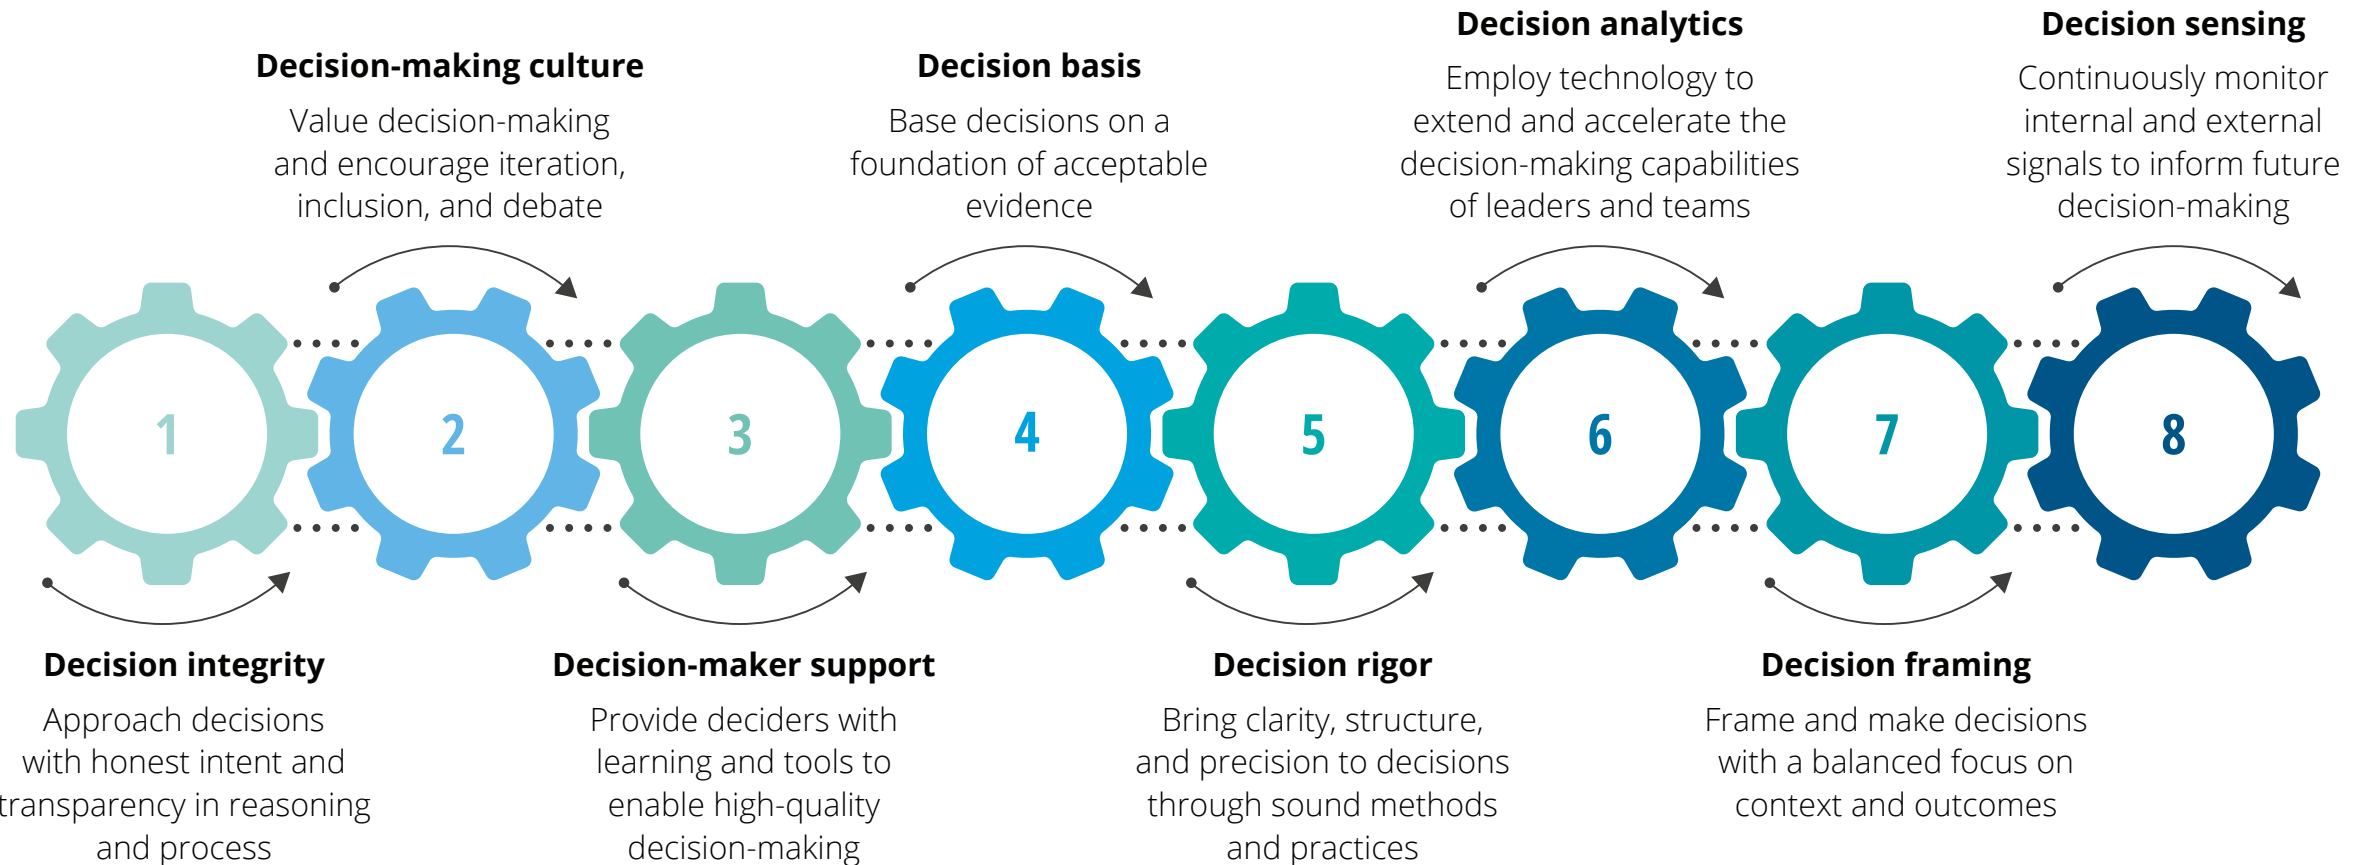 Decision-making culture
Value decision-making
and encourage iteration,
inclusion, and debate
Decision basis
Base decisions on a
foundation of acceptable
evidence
Decision analytics
Employ technology to
extend and accelerate the
decision-making capabilities
of leaders and teams
Decision sensing
Continuously monitor
internal and external
signals to inform future
decision-making
1
2
3
4
5
6
7
8
Decision integrity
Approach decisions
with honest intent and
transparency in reasoning
and process
Decision-maker support
Provide deciders with
learning and tools to
enable high-quality
decision-making
Decision rigor
Bring clarity, structure,
and precision to decisions
through sound methods
and practices
Decision framing
Frame and make decisions
with a balanced focus on
context and outcomes